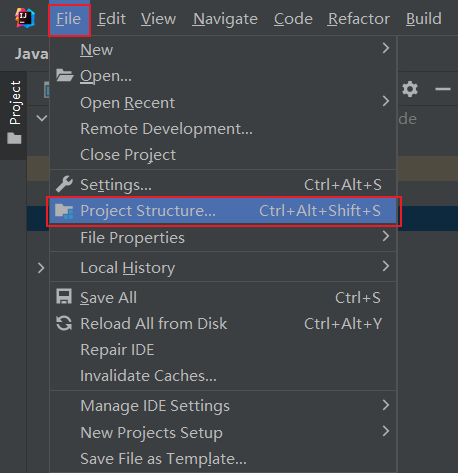 File Edit View Navigate Code Refactor Build
Java
New
Open...
Open Recent
Remote Development...
Close Project
Settings... Ctrl+Alt+S
Project Structure... Ctrl+Alt+Shift+S
File Properties
Local History
Save All Ctrl+S
Reload All from Disk Ctrl+Alt+Y
Repair IDE
Invalidate Caches...
Manage IDE Settings
New Projects Setup
Save File as Template...
Project
de